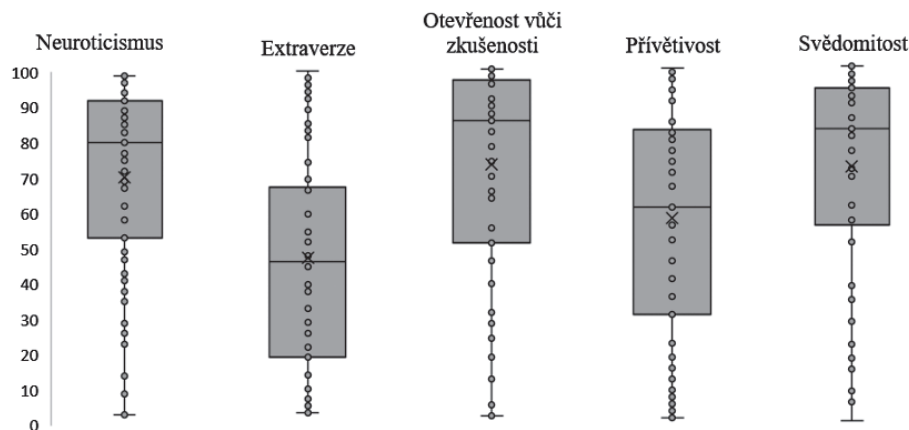 Neuroticismus
Extraverze
Otevřenost vůči
zkušenosti
Přívětivost
Svědomitost
100
90
80
70
60
50
40
30
20
10
0